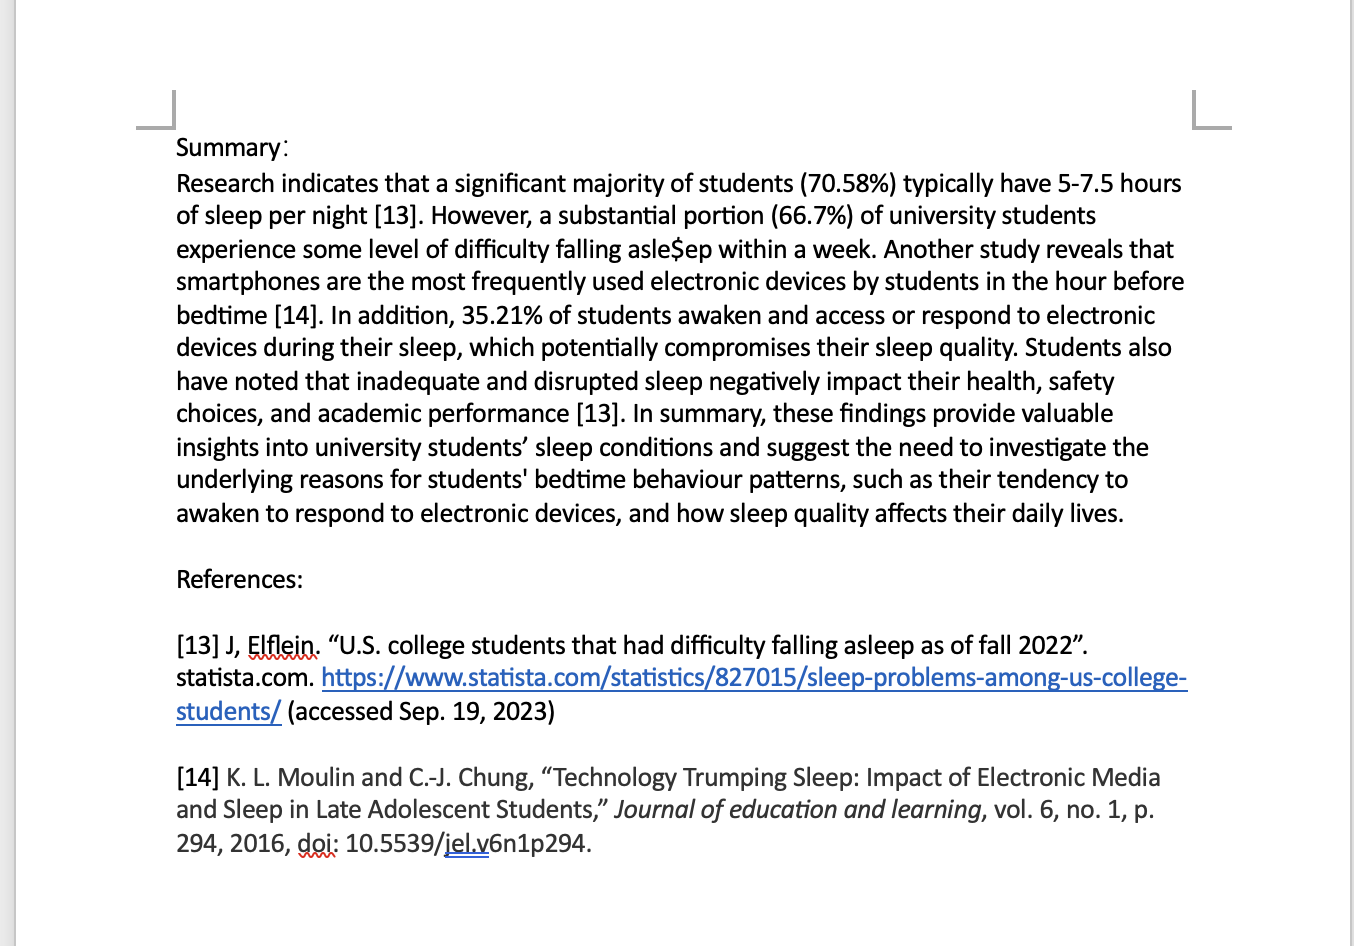 Summary：
Research indicates that a significant majority of students (70.58%) typically have 5-7.5 hours
of sleep per night [13]. However, a substantial portion (66.7%) of university students
experience some level of difficulty falling asle$ep within a week. Another study reveals that
smartphones are the most frequently used electronic devices by students in the hour before
bedtime [14]. In addition, 35.21% of students awaken and access or respond to electronic
devices during their sleep, which potentially compromises their sleep quality. Students also
have noted that inadequate and disrupted sleep negatively impact their health, safety
choices, and academic performance [13]. In summary, these findings provide valuable
insights into university students’ sleep conditions and suggest the need to investigate the
underlying reasons for students' bedtime behaviour patterns, such as their tendency to
awaken to respond to electronic devices, and how sleep quality affects their daily lives.
References:
[13] J, Elflein. “U.S. college students that had difficulty falling asleep as of fall 2022”.
statista.com. https://www.statista.com/statistics/827015/sleep-problems-among-us-college-
students/ (accessed Sep. 19, 2023)
[14] K. L. Moulin and C.-J. Chung, “Technology Trumping Sleep: Impact of Electronic Media
and Sleep in Late Adolescent Students,” Journal of education and learning, vol. 6, no. 1, p.
294, 2016, doi: 10.5539/jel.v6n1p294.